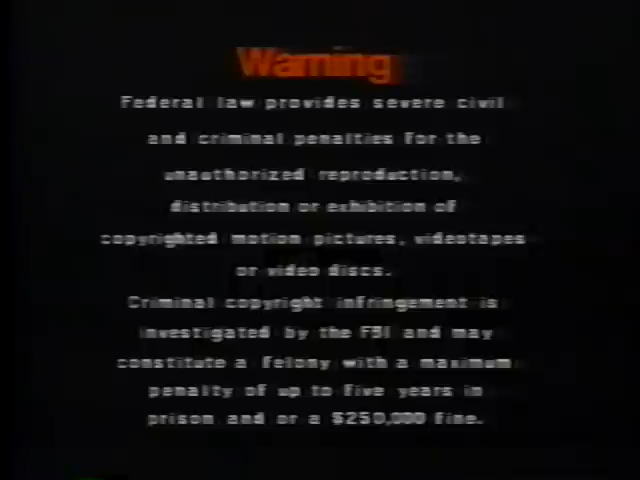 Warning
Federal law provides severe civil
and criminal penalties for the
unauthorized reproduction,
distribution or exhibition of
copyrighted motion pictures, videotapes
or video discs.
Criminal copyright infringement is
investigated by the FBI and may
constitute a felony with a maximum
penalty of up to five years in
prison and or a $250,000 fine.